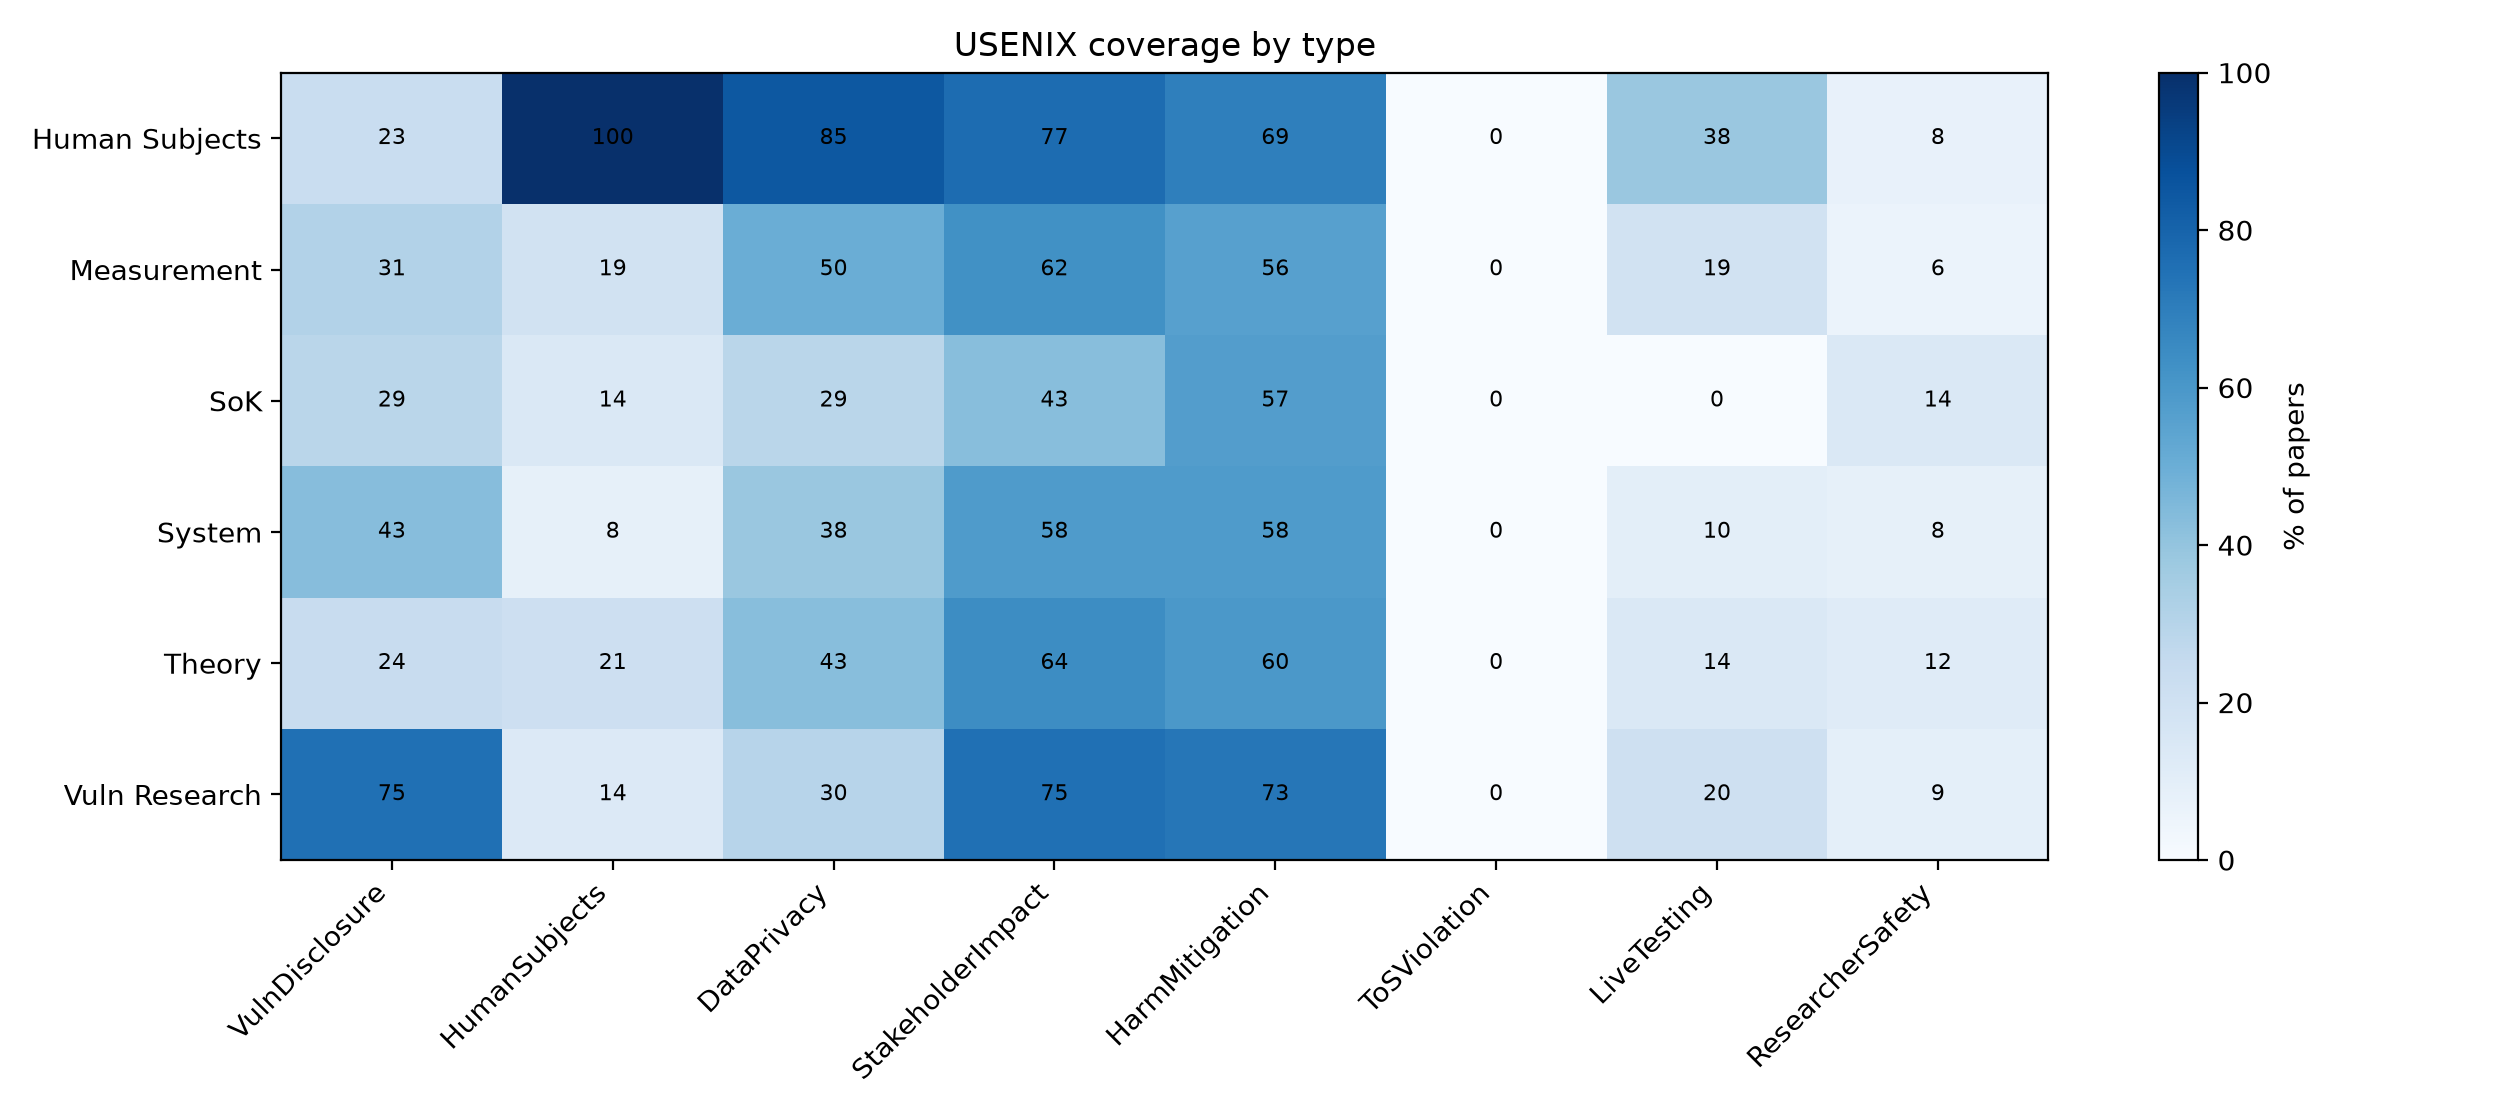 USENIX coverage by type
Human Subjects 23 100 85 77 69 0 38 8
Measurement 31 19 50 62 56 0 19 6
SoK 29 14 29 43 57 0 0 14
System 43 8 38 58 58 0 10 8
Theory 24 21 43 64 60 0 14 12
Vuln Research 75 14 30 75 73 0 20 9
VulnDisclosure HumanSubjects DataPrivacy StakeholderImpact HarmMitigation ToSViolation LiveTesting ResearcherSafety
100
80
60
40
20
0
% of papers